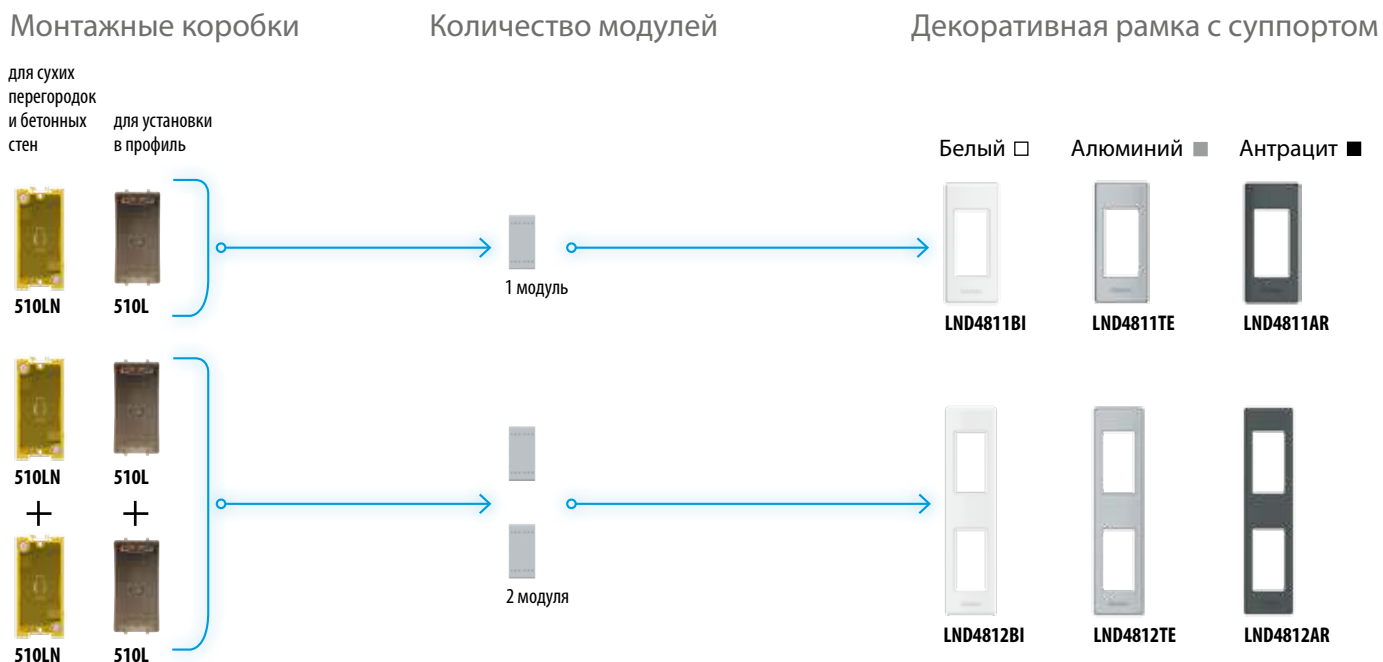 Монтажные коробки
Количество модулей
Декоративная рамка с суппортом
для сухих
перегородок
и бетонных
стен
для установки
в профиль
Белый
Алюминий
Антрацит
510LN
510L
1 модуль
LND4811BI
LND4811TE
LND4811AR
510LN
510L
+
+
2 модуля
510LN
510L
LND4812BI
LND4812TE
LND4812AR